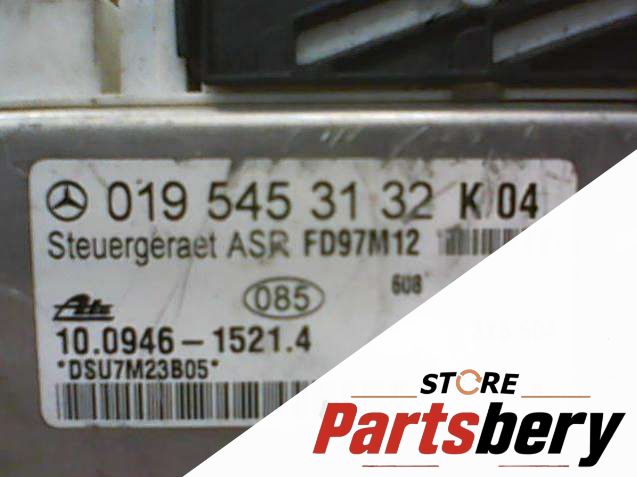 019 545 31 32 K 04
Steuergeraet ASR FD97M12
085
608
Ate
10.0946-1521.4
*DSU7M23B05*
STORE
Partsbery